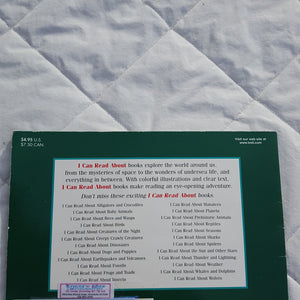 $4.95 U.S.
$7.50 CAN.
Visit our web site at
www.troll.com
I Can Read About books explore the world around us,
from the mysteries of space to the wonders of undersea life, and
everything in between. With colorful illustrations and clear text,
I Can Read About books make reading an eye-opening adventure.
Don't miss these exciting I Can Read About books
I Can Read About Alligators and Crocodiles
I Can Read About Baby Animals
I Can Read About Bees and Wasps
I Can Read About Birds
I Can Read About Creatures of the Night
I Can Read About Creepy Crawly Creatures
I Can Read About Dinosaurs
I Can Read About Dogs and Puppies
I Can Read About Earthquakes and Volcanoes
I Can Read About Fossils
I Can Read About Frogs and Toads
I Can Read About Insects
I Can Read About Manatees
I Can Read About Planets
I Can Read About Prehistoric Animals
I Can Read About Reptiles
I Can Read About Seasons
I Can Read About Sharks
I Can Read About Spiders
I Can Read About the Sun and Other Stars
I Can Read About Thunder and Lightning
I Can Read About Weather
I Can Read About Whales and Dolphins
I Can Read About Wolves